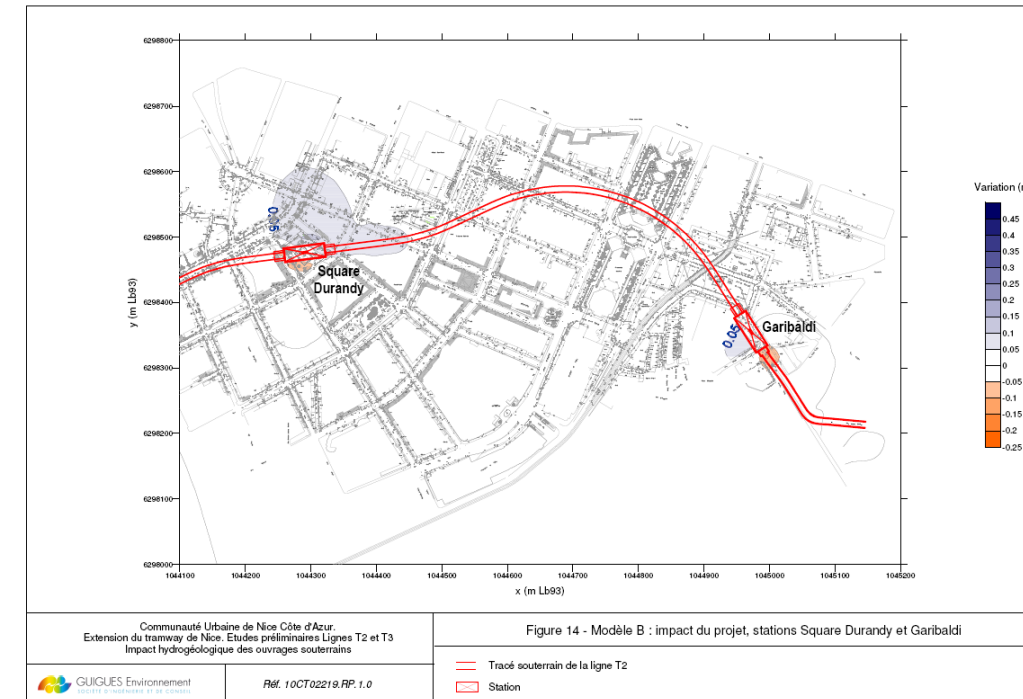 6298800
6298700
6298600
6298500
6298400
6298300
6298200
6298100
6298000
y (m Lb93)
0.05
Square
Durandy
Garibaldi
0.05
1044100 1044200 1044300 1044400 1044500 1044600 1044700 1044800 1044900 1045000 1045100 1045200
x (m Lb93)
Variation
0.45
0.4
0.35
0.3
0.25
0.2
0.15
0.1
0.05
0
-0.05
-0.1
-0.15
-0.2
-0.25
Communauté Urbaine de Nice Côte d'Azur.
Extension du tramway de Nice. Etudes préliminaires Lignes T2 et T3
Impact hydrogéologique des ouvrages souterrains
GUIGUES Environnement
SOCIÉTÉ D'INGÉNIERIE ET DE CONSEIL
Réf. 10CT02219.RP.1.0
Figure 14 - Modèle B : impact du projet, stations Square Durandy et Garibaldi
Tracé souterrain de la ligne T2
Station